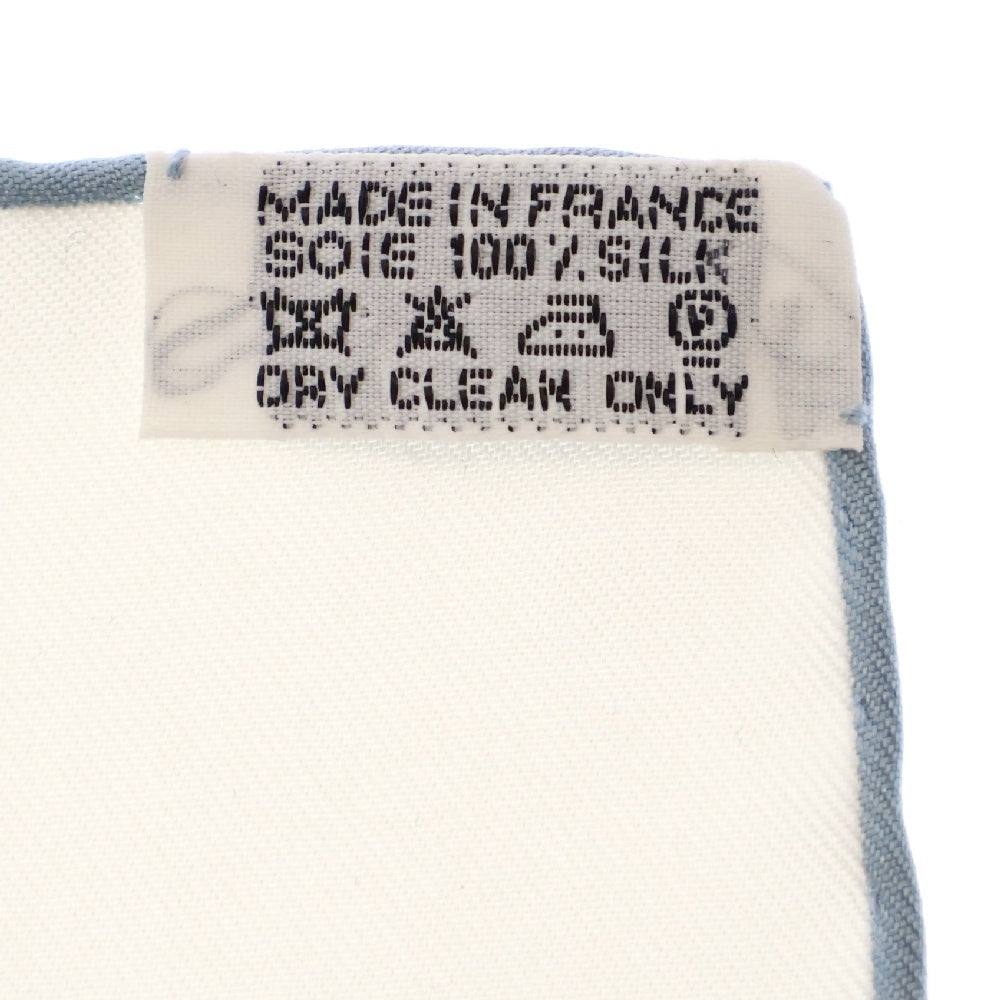 MADE IN FRANCE
SOIE 100% SILK
P
DRY CLEAN ONLY